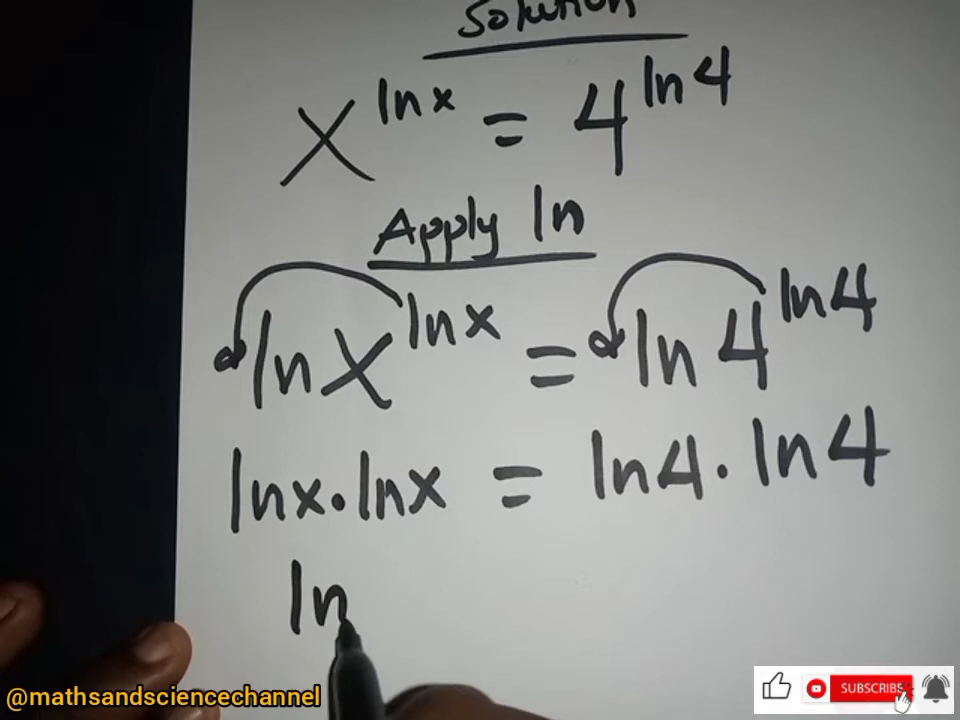 Solution
x^ln x = 4^ln 4
Apply ln
ln x^ln x = ln 4^ln 4
ln x · ln x = ln 4 · ln 4
ln
@mathsandsciencechannel
SUBSCRIBE